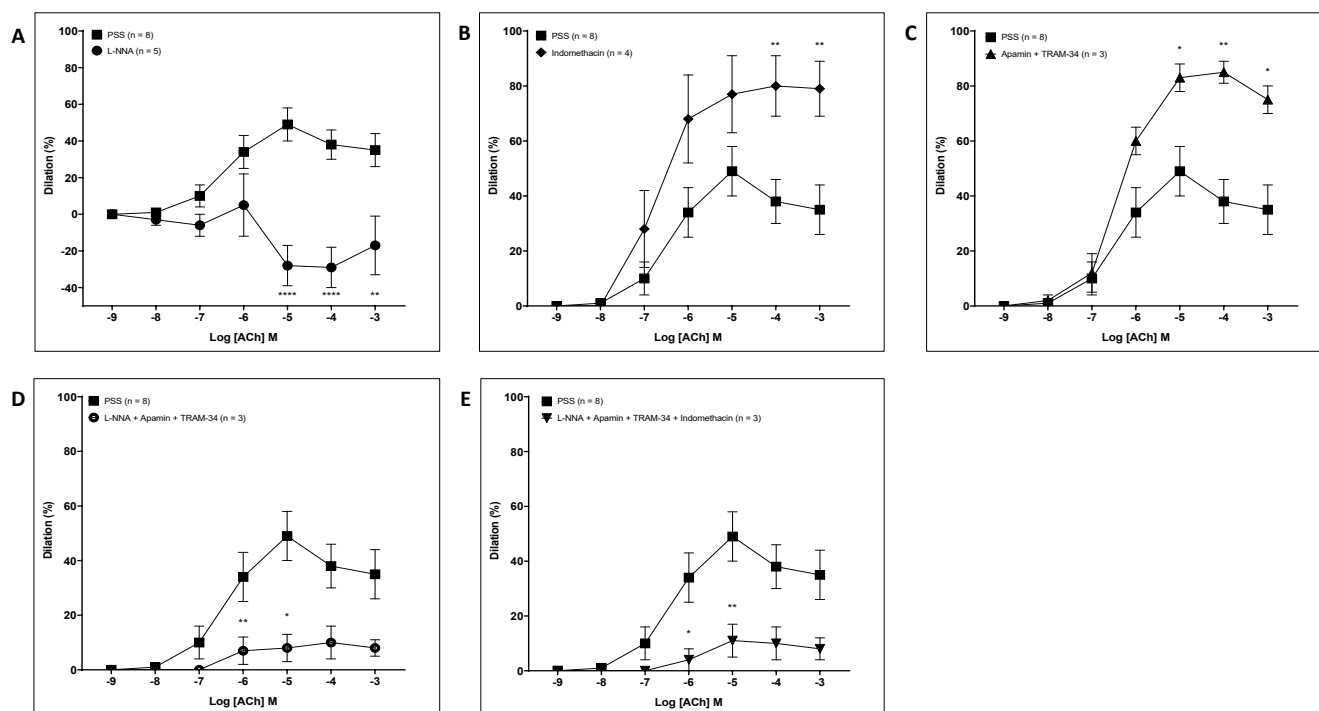 A
PSS (n = 8)
L-NNA (n = 5)
Dilation (%)
100
80
60
40
20
0
-20
-40
**** **** **
-9 -8 -7 -6 -5 -4 -3
Log [ACh] M
B
PSS (n = 8)
Indomethacin (n = 4)
** **
Dilation (%)
100
80
60
40
20
0
-9 -8 -7 -6 -5 -4 -3
Log [ACh] M
C
PSS (n = 8)
Apamin + TRAM-34 (n = 3)
* ** *
Dilation (%)
100
80
60
40
20
0
-9 -8 -7 -6 -5 -4 -3
Log [ACh] M
D
PSS (n = 8)
L-NNA + Apamin + TRAM-34 (n = 3)
Dilation (%)
100
80
60
40
20
0
** *
-9 -8 -7 -6 -5 -4 -3
Log [ACh] M
E
PSS (n = 8)
L-NNA + Apamin + TRAM-34 + Indomethacin (n = 3)
Dilation (%)
100
80
60
40
20
0
* **
-9 -8 -7 -6 -5 -4 -3
Log [ACh] M